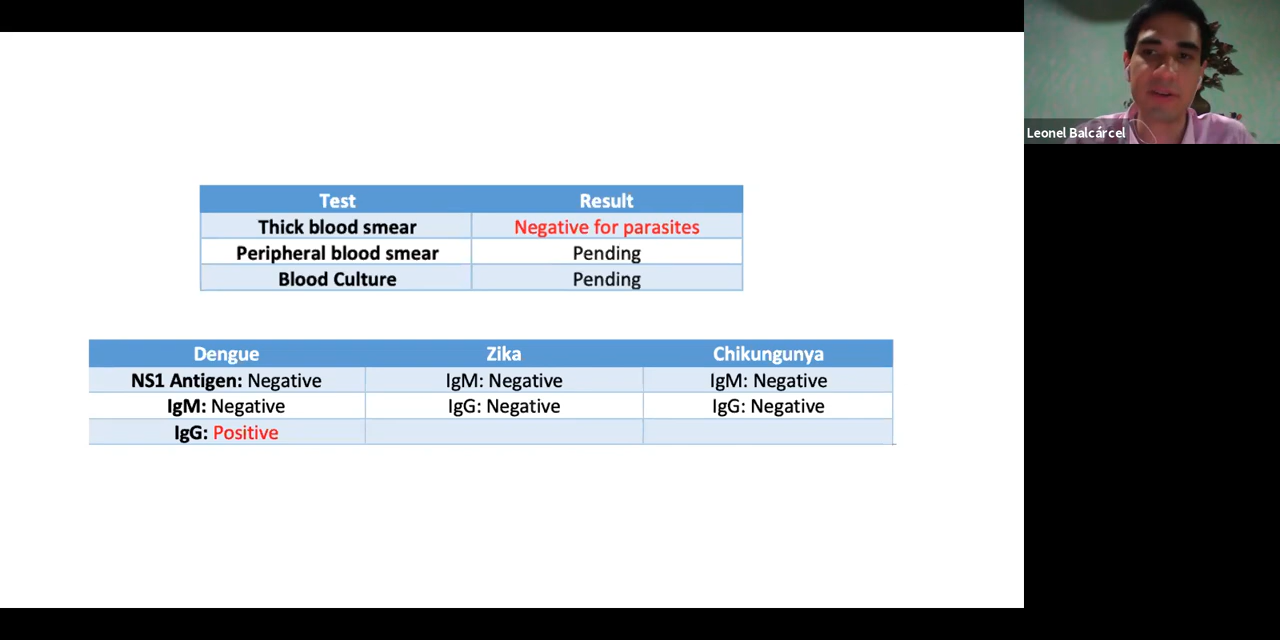 Leonel Balcárcel
Test Result
Thick blood smear Negative for parasites
Peripheral blood smear Pending
Blood Culture Pending
Dengue Zika Chikungunya
NS1 Antigen: Negative IgM: Negative IgM: Negative
IgM: Negative IgG: Negative IgG: Negative
IgG: Positive